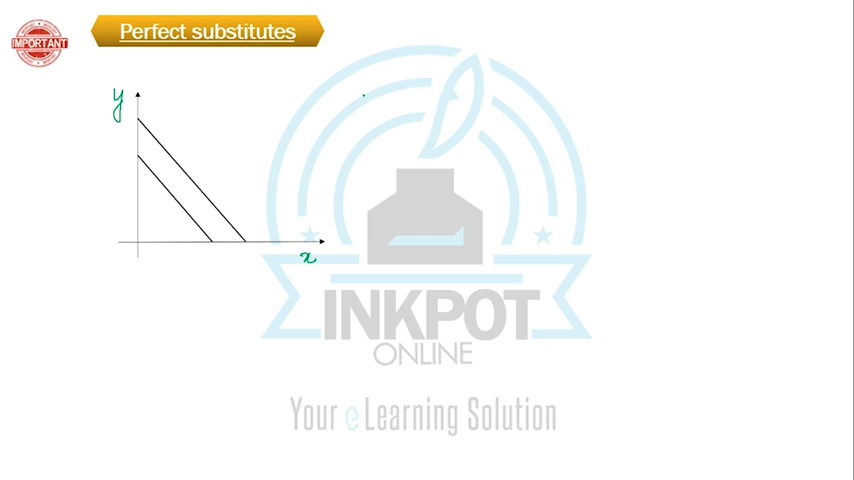 IMPORTANT
Perfect substitutes
y
x
INKPOT
ONLINE
Your eLearning Solution